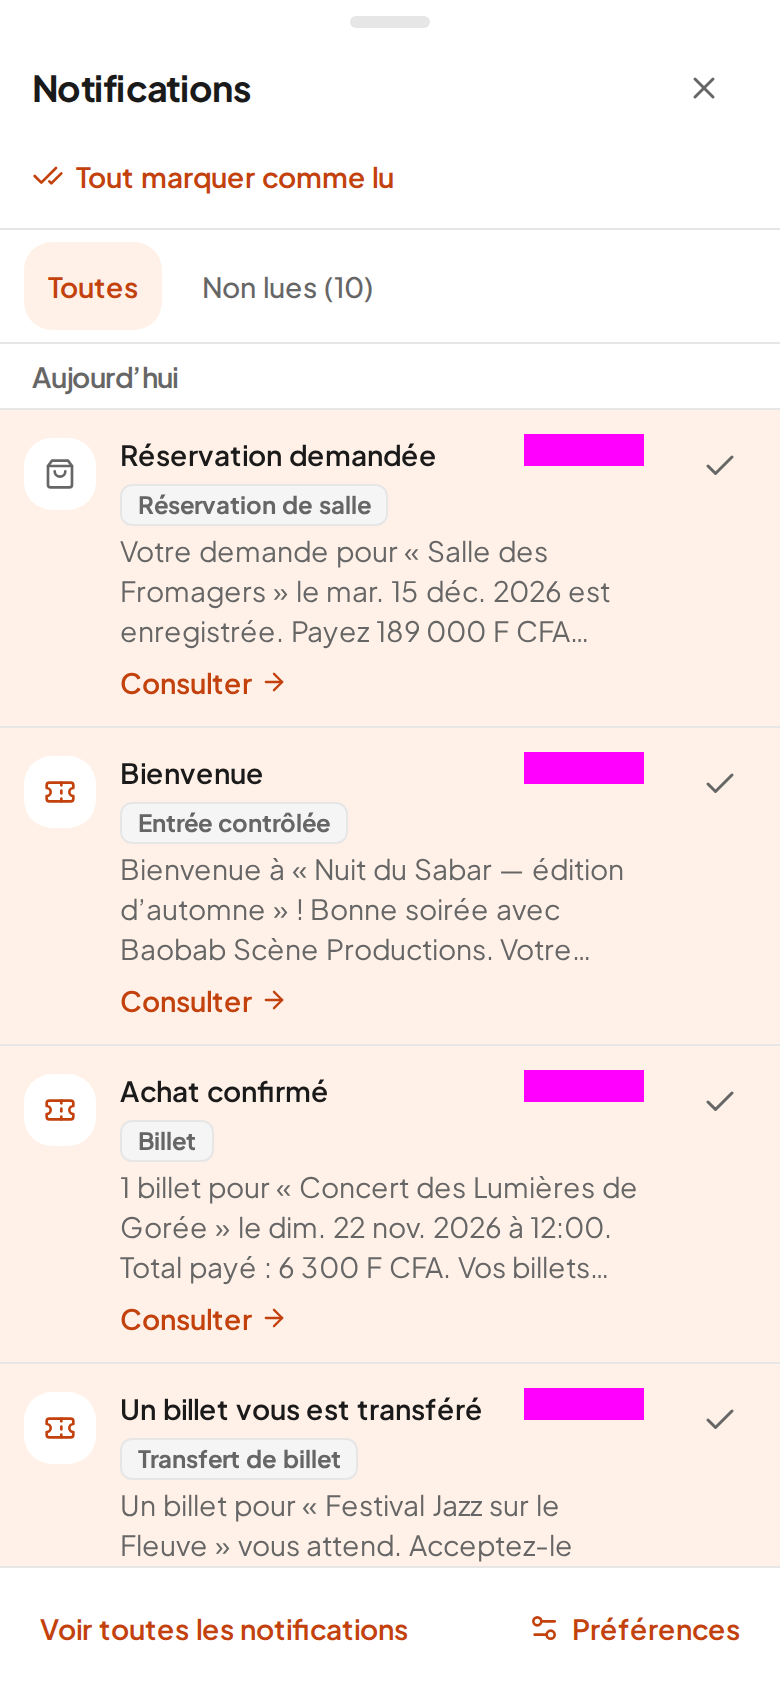 Notifications
Tout marquer comme lu
Toutes
Non lues (10)
Aujourd’hui
Réservation demandée
Réservation de salle
Votre demande pour « Salle des
Fromagers » le mar. 15 déc. 2026 est
enregistrée. Payez 189 000 F CFA…
Consulter
Bienvenue
Entrée contrôlée
Bienvenue à « Nuit du Sabar — édition
d’automne » ! Bonne soirée avec
Baobab Scène Productions. Votre…
Consulter
Achat confirmé
Billet
1 billet pour « Concert des Lumières de
Gorée » le dim. 22 nov. 2026 à 12:00.
Total payé : 6 300 F CFA. Vos billets…
Consulter
Un billet vous est transféré
Transfert de billet
Un billet pour « Festival Jazz sur le
Fleuve » vous attend. Acceptez-le
Voir toutes les notifications
Préférences